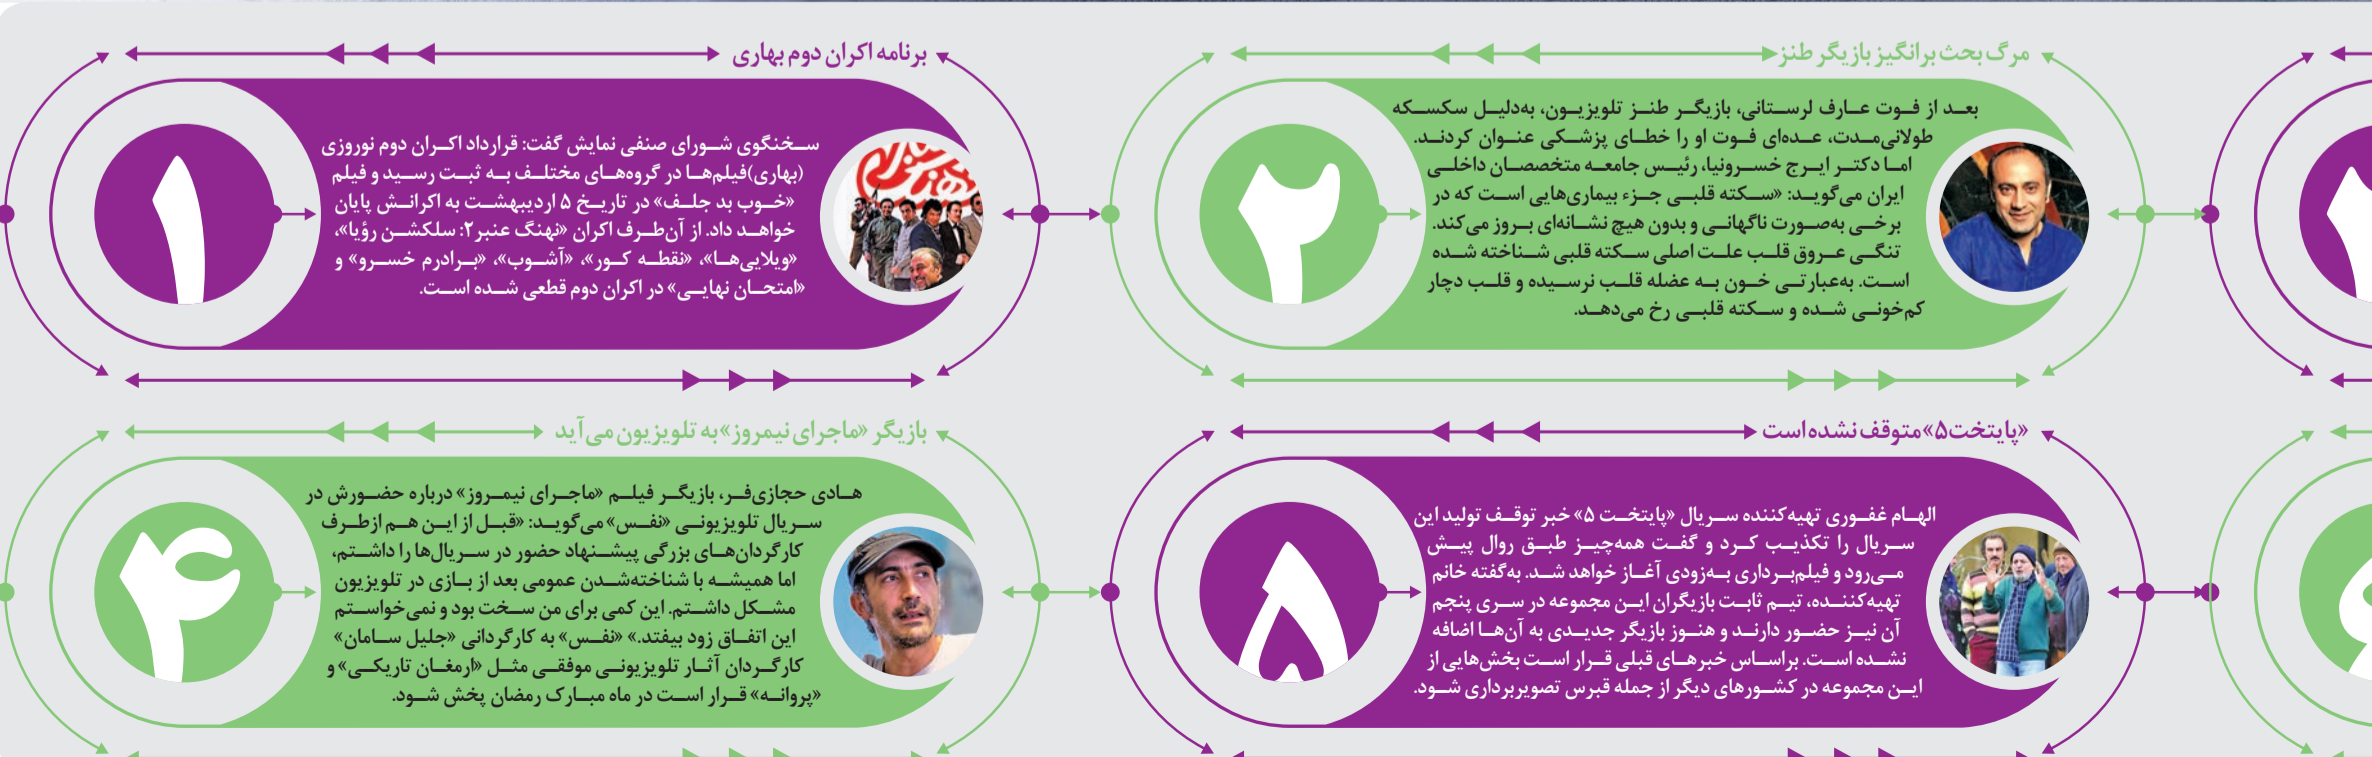 برنامه اکران دوم بهاری
۱
سخنگوی شورای صنفی نمایش گفت: قرارداد اکران دوم نوروزی
(بهاری)فیلم‌ها در گروه‌های مختلف به ثبت رسید و فیلم
«خوب بد جلف» در تاریخ ۵ اردیبهشت به اکرانش پایان
خواهد داد. از آن‌طرف اکران «نهنگ عنبر۲: سلکشن رؤیا»،
«ویلایی‌ها»، «نقطه کور»، «آشوب»، «برادرم خسرو» و
«امتحان نهایی» در اکران دوم قطعی شده است.
مرگ بحث برانگیز بازیگر طنز
۲
بعد از فوت عارف لرستانی، بازیگر طنز تلویزیون، به‌دلیل سکسکه
طولانی‌مدت، عده‌ای فوت او را خطای پزشکی عنوان کردند.
اما دکتر ایرج خسرونیا، رئیس جامعه متخصصان داخلی
ایران می‌گوید: «سکته قلبی جزء بیماری‌هایی است که در
برخی به‌صورت ناگهانی و بدون هیچ نشانه‌ای بروز می‌کند.
تنگی عروق قلب علت اصلی سکته قلبی شناخته شده
است. به‌عبارتی خون به عضله قلب نرسیده و قلب دچار
کم‌خونی شده و سکته قلبی رخ می‌دهد.
بازیگر «ماجرای نیمروز»به تلویزیون می‌آید
۴
هادی حجازی‌فر، بازیگر فیلم «ماجرای نیمروز» درباره حضورش در
سریال تلویزیونی «نفس» می‌گوید: «قبل از این هم ازطرف
کارگردان‌های بزرگی پیشنهاد حضور در سریال‌ها را داشتم،
اما همیشه با شناخته‌شدن عمومی بعد از بازی در تلویزیون
مشکل داشتم. این کمی برای من سخت بود و نمی‌خواستم
این اتفاق زود بیفتد.» «نفس» به کارگردانی «جلیل سامان»
کارگردان آثار تلویزیونی موفقی مثل «ارمغان تاریکی» و
«پروانه» قرار است در ماه مبارک رمضان پخش شود.
«پایتخت۵»متوقف نشده است
۵
الهام غفوری تهیه‌کننده سریال «پایتخت ۵» خبر توقف تولید این
سریال را تکذیب کرد و گفت همه‌چیز طبق روال پیش
می‌رود و فیلم‌برداری به‌زودی آغاز خواهد شد. به‌گفته خانم
تهیه‌کننده، تیم ثابت بازیگران این مجموعه در سری پنجم
آن نیز حضور دارند و هنوز بازیگر جدیدی به آن‌ها اضافه
نشده است. براساس خبرهای قبلی قرار است بخش‌هایی از
این مجموعه در کشورهای دیگر از جمله قبرس تصویربرداری شود.